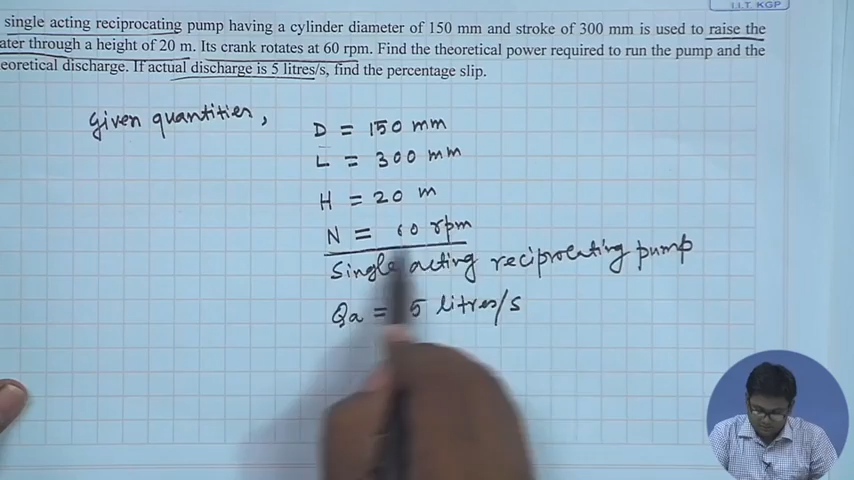 I.I.T. KGP
single acting reciprocating pump having a cylinder diameter of 150 mm and stroke of 300 mm is used to raise the
ater through a height of 20 m. Its crank rotates at 60 rpm. Find the theoretical power required to run the pump and the
eoretical discharge. If actual discharge is 5 litres/s, find the percentage slip.
given quantities,
D = 150 mm
L = 300 mm
H = 20 m
N = 60 rpm
Single acting reciprocating pump
Qa = 5 litres/s